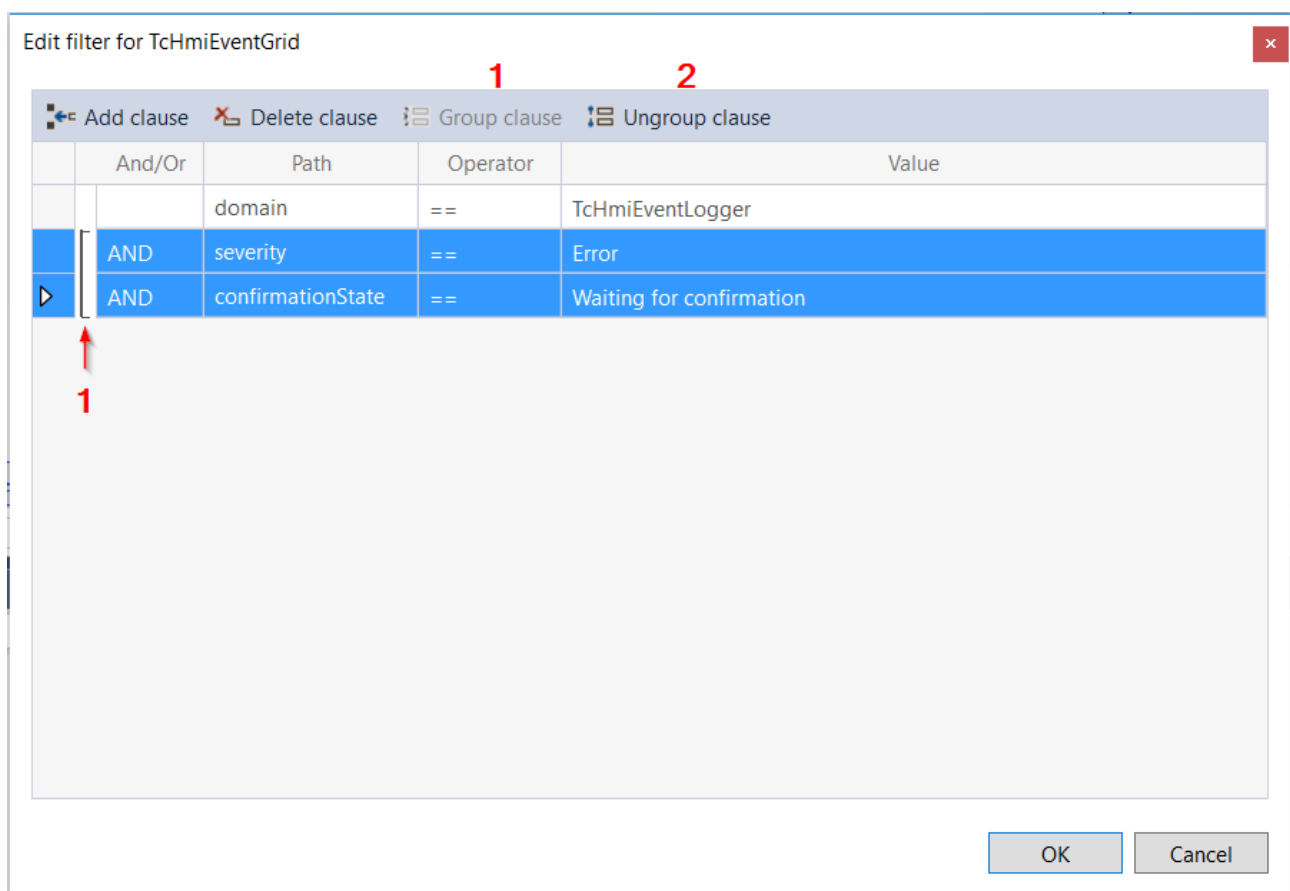 Edit filter for TcHmiEventGrid
x
1 2
Add clause Delete clause Group clause Ungroup clause
And/Or Path Operator Value
domain == TcHmiEventLogger
AND severity == Error
AND confirmationState == Waiting for confirmation
1
OK Cancel